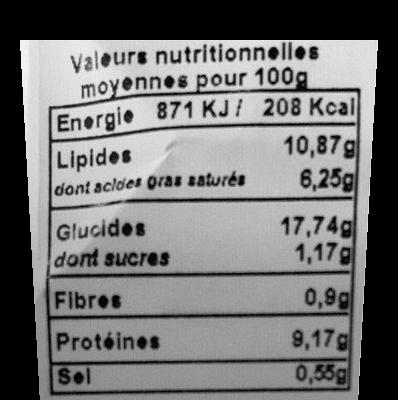 Valeurs nutritionnelles
moyennes pour 100g
Energie 871 KJ / 208 Kcal
Lipides 10,87g
dont acides gras saturés 6,25g
Glucides 17,74g
dont sucres 1,17g
Fibres 0,9g
Protéines 9,17g
Sel 0,55g